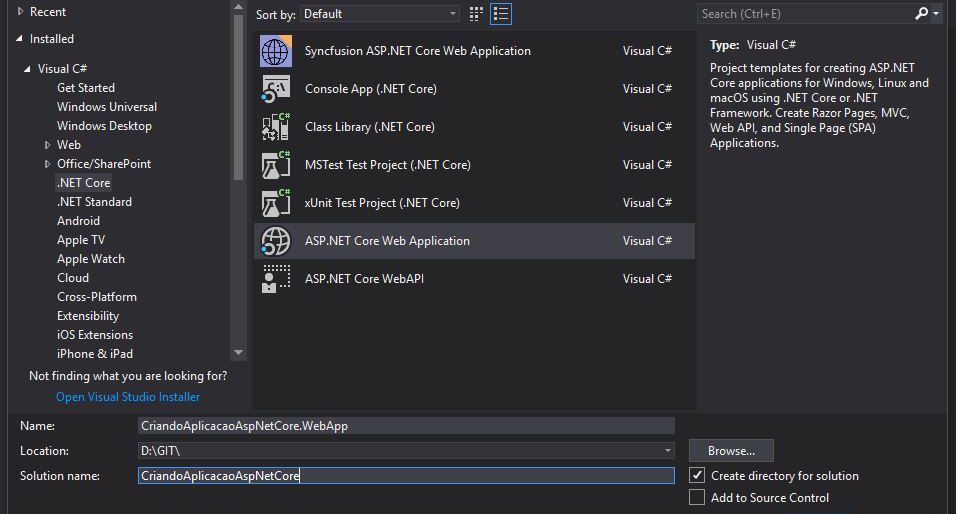 Recent
Installed
Visual C#
Get Started
Windows Universal
Windows Desktop
Web
Office/SharePoint
.NET Core
.NET Standard
Android
Apple TV
Apple Watch
Cloud
Cross-Platform
Extensibility
iOS Extensions
iPhone & iPad
Not finding what you are looking for?
Open Visual Studio Installer
Sort by: Default
Syncfusion ASP.NET Core Web Application Visual C#
Console App (.NET Core) Visual C#
Class Library (.NET Core) Visual C#
MSTest Test Project (.NET Core) Visual C#
xUnit Test Project (.NET Core) Visual C#
ASP.NET Core Web Application Visual C#
ASP.NET Core WebAPI Visual C#
Search (Ctrl+E)
Type: Visual C#
Project templates for creating ASP.NET
Core applications for Windows, Linux and
macOS using .NET Core or .NET
Framework. Create Razor Pages, MVC,
Web API, and Single Page (SPA)
Applications.
Name: CriandoAplicacaoAspNetCore.WebApp
Location: D:\GIT\ Browse...
Solution name: CriandoAplicacaoAspNetCore
Create directory for solution
Add to Source Control